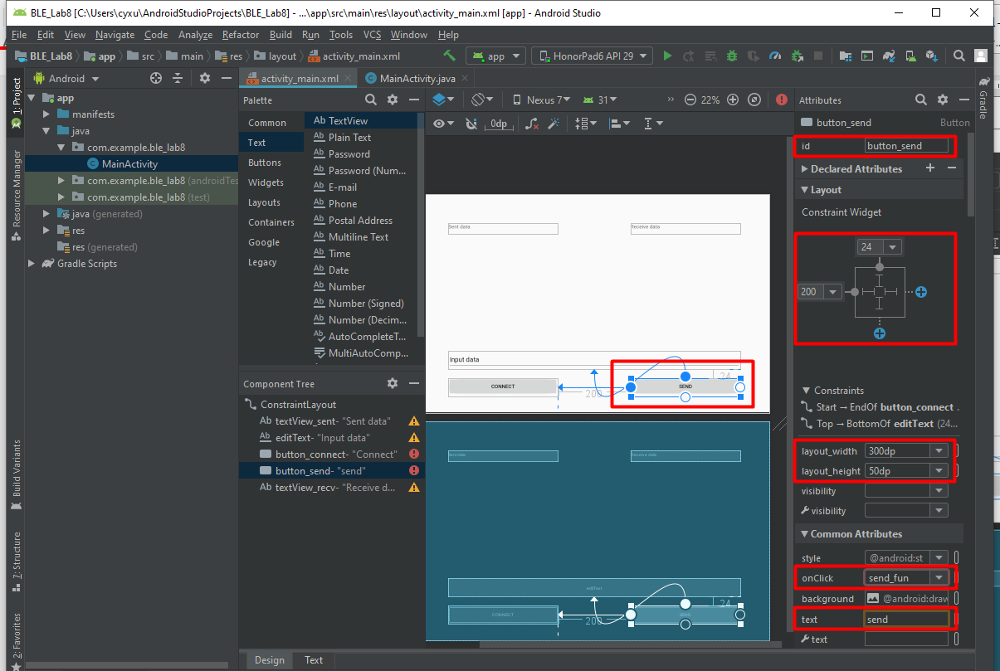 BLE_Lab8 [C:\Users\cyxu\AndroidStudioProjects\BLE_Lab8] - ...\app\src\main\res\layout\activity_main.xml [app] - Android Studio
File Edit View Navigate Code Analyze Refactor Build Run Tools VCS Window Help
BLE_Lab8 app src main res layout activity_main.xml app HonorPad6 API 29
Android activity_main.xml MainActivity.java
1: Project
Resource Manager
Build Variants
7: Structure
2: Favorites
app
manifests
java
com.example.ble_lab8
MainActivity
com.example.ble_lab8 (androidTes
com.example.ble_lab8 (test)
java (generated)
res
res (generated)
Gradle Scripts
Palette
Common
Text
Buttons
Widgets
Layouts
Containers
Google
Legacy
Ab TextView
Ab Plain Text
Ab Password
Ab Password (Num...
Ab E-mail
Ab Phone
Ab Postal Address
Ab Multiline Text
Ab Time
Ab Date
Ab Number
Ab Number (Signed)
Ab Number (Decim...
Ab AutoCompleteT...
MultiAutoComp...
Component Tree
ConstraintLayout
Ab textView_sent- "Sent data"
Ab editText- "Input data"
button_connect- "Connect"
button_send- "send"
Ab textView_recv- "Receive d...
Nexus 7 31 22%
0dp
Sent data Receive data
Input data
24
CONNECT SEND
200
Sent data Receive data
editText
24
CONNECT SEND
200
Design Text
Attributes
button_send Button
id button_send
Declared Attributes
Layout
Constraint Widget
24
200
Constraints
Start → EndOf button_connect .
Top → BottomOf editText (24...
layout_width 300dp
layout_height 50dp
visibility
visibility
Common Attributes
style @android:st
onClick send_fun
background @android:draw
text send
text
Gradle